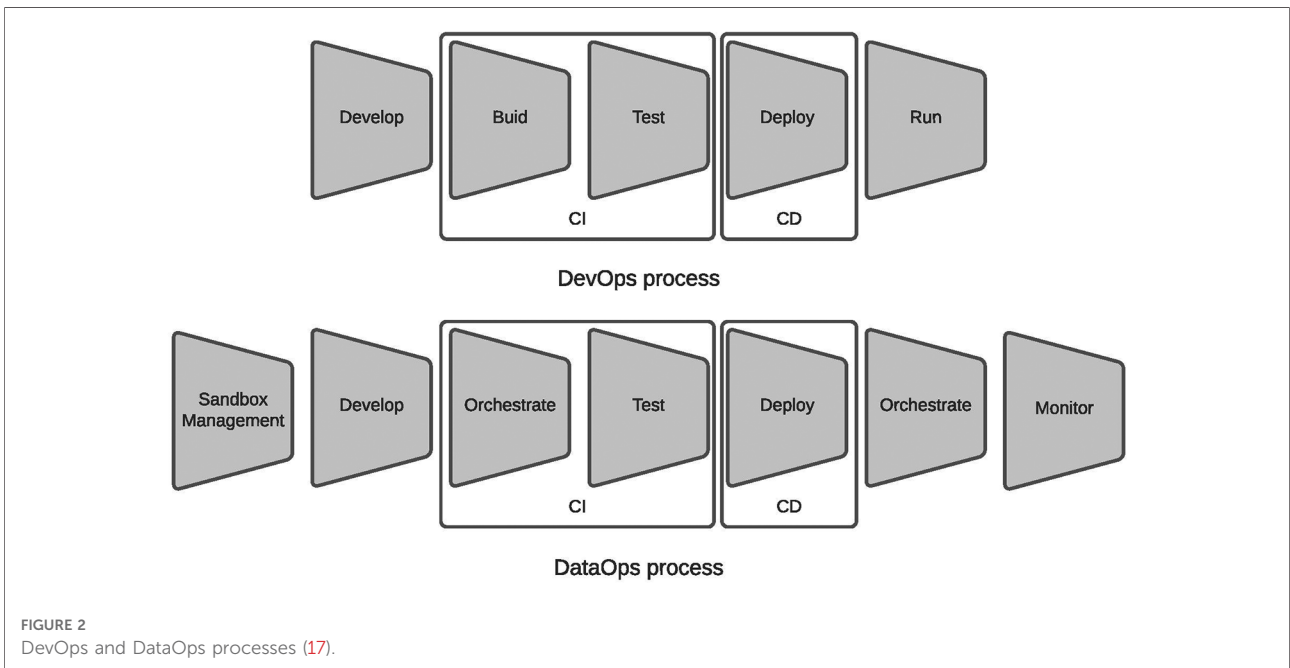 Develop
Buid
Test
Deploy
Run
CI
CD
DevOps process
Sandbox
Management
Develop
Orchestrate
Test
Deploy
Orchestrate
Monitor
CI
CD
DataOps process
FIGURE 2
DevOps and DataOps processes (17).